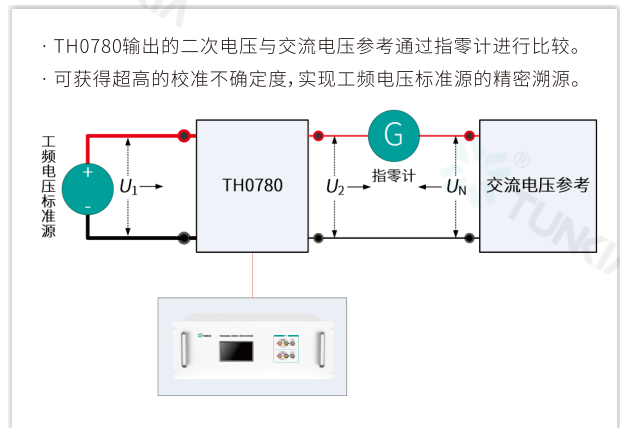 · TH0780输出的二次电压与交流电压参考通过指零计进行比较。
· 可获得超高的校准不确定度，实现工频电压标准源的精密溯源。
工频电压标准源
+
-
U1
TH0780
U2
G
指零计
UN
交流电压参考
®
TUNKIA
TUNKIA